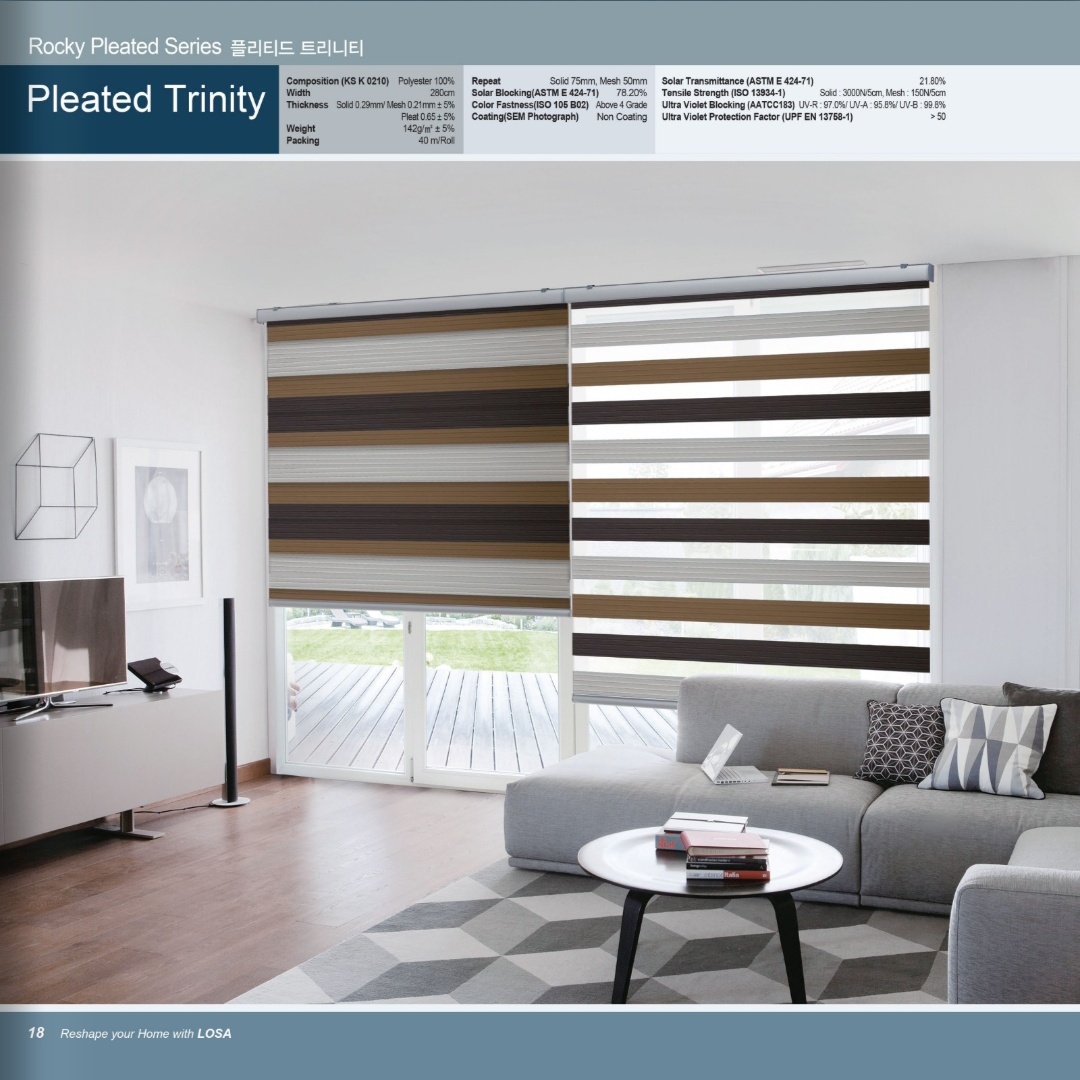 Rocky Pleated Series 플리티드 트리니티
Pleated Trinity
Composition (KS K 0210) Polyester 100%
Width 280cm
Thickness Solid 0.29mm/ Mesh 0.21mm ± 5%
Pleat 0.65 ± 5%
Weight 142g/㎡ ± 5%
Packing 40 m/Roll
Repeat Solid 75mm, Mesh 50mm
Solar Blocking(ASTM E 424-71) 78.20%
Color Fastness(ISO 105 B02) Above 4 Grade
Coating(SEM Photograph) Non Coating
Solar Transmittance (ASTM E 424-71) 21.80%
Tensile Strength (ISO 13934-1) Solid : 3000N/5cm, Mesh : 150N/5cm
Ultra Violet Blocking (AATCC183) UV-R : 97.0%/ UV-A : 95.8%/ UV-B : 99.8%
Ultra Violet Protection Factor (UPF EN 13758-1) > 50
Italia
18 Reshape your Home with LOSA